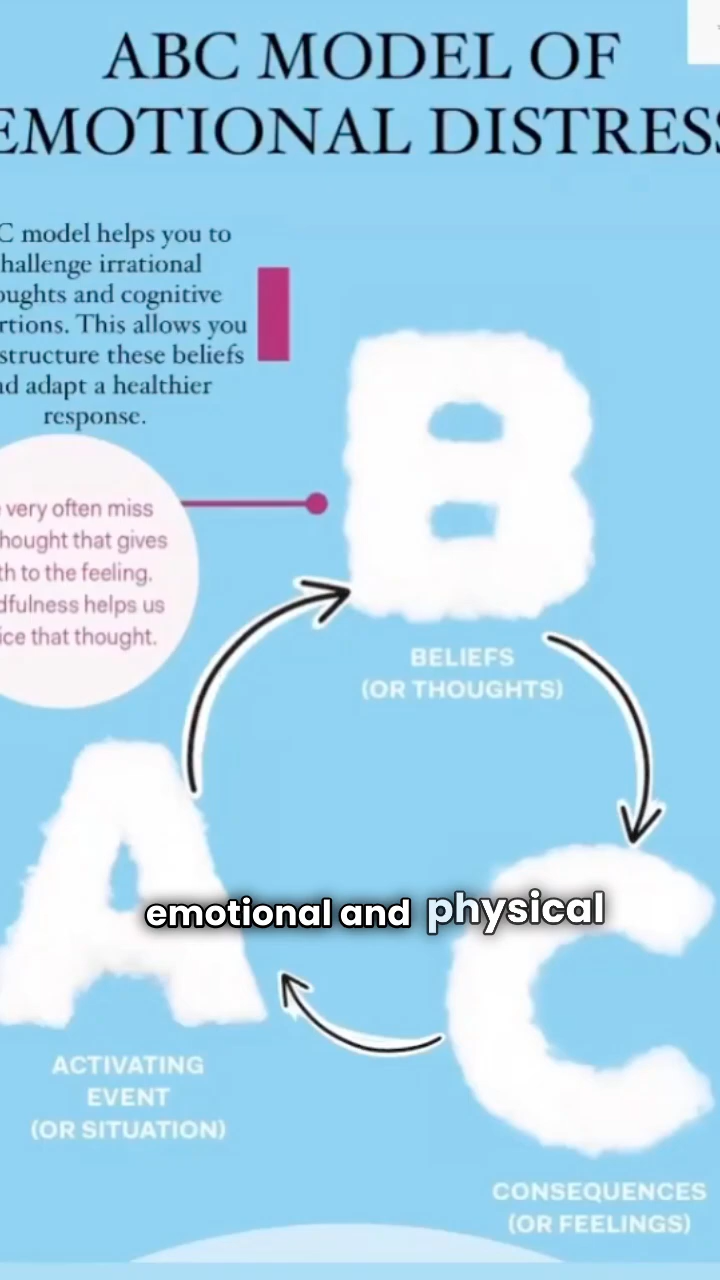 ABC MODEL OF
EMOTIONAL DISTRESS
C model helps you to
hallenge irrational
oughts and cognitive
rtions. This allows you
structure these beliefs
nd adapt a healthier
response.
very often miss
hought that gives
th to the feeling.
dfulness helps us
ice that thought.
B
BELIEFS
(OR THOUGHTS)
A
C
emotional and physical
ACTIVATING
EVENT
(OR SITUATION)
CONSEQUENCES
(OR FEELINGS)